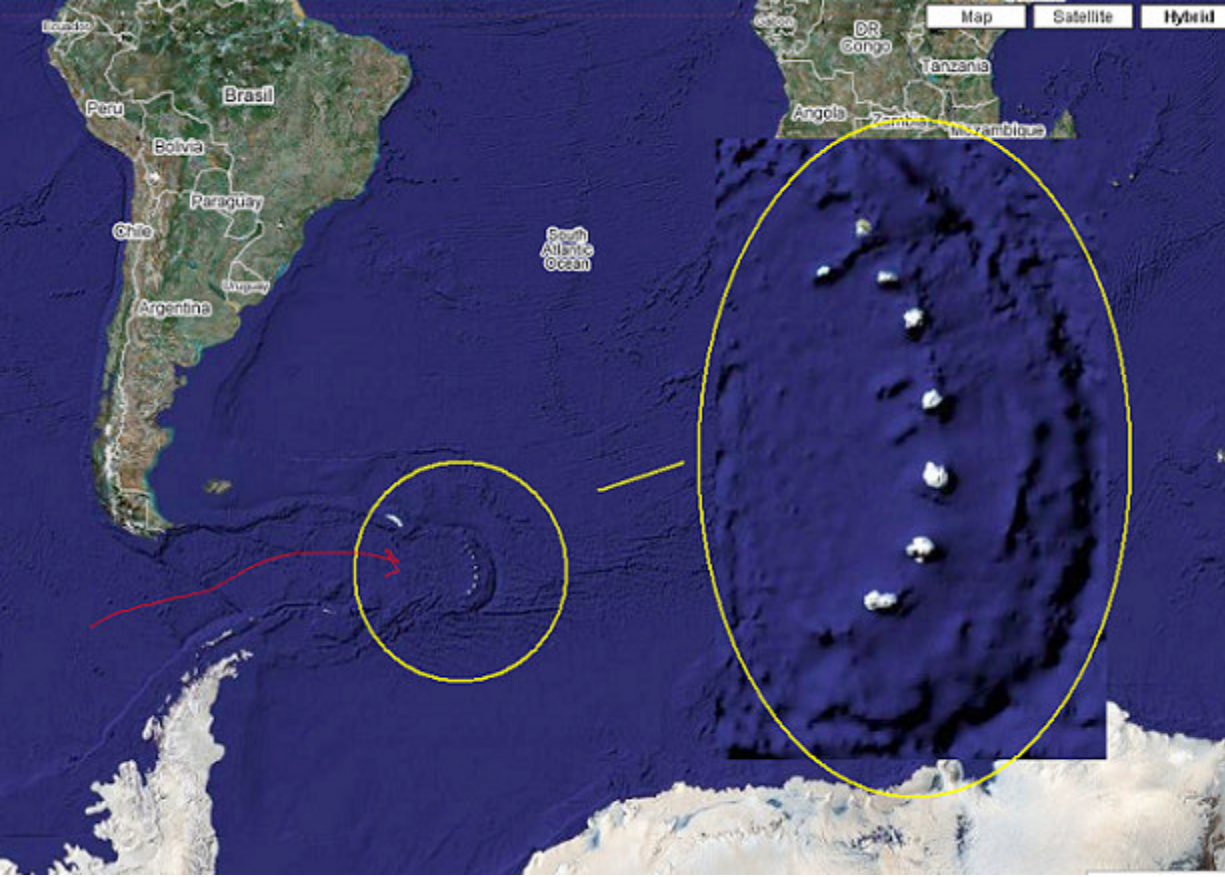 Map
Satellite
Hybrid
Ecuador
DR
Congo
Tanzania
Peru
Brasil
Angola
Zambia
Mozambique
Bolivia
Paraguay
Chile
South
Atlantic
Ocean
Uruguay
Argentina